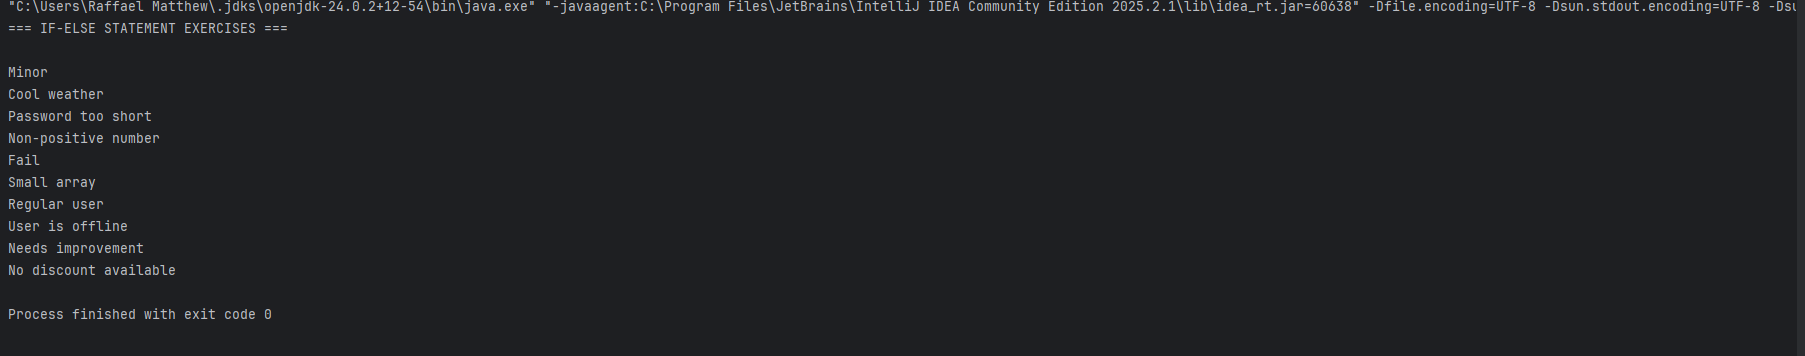 "C:\Users\Raffael Matthew\.jdks\openjdk-24.0.2+12-54\bin\java.exe" "-javaagent:C:\Program Files\JetBrains\IntelliJ IDEA Community Edition 2025.2.1\lib\idea_rt.jar=60638" -Dfile.encoding=UTF-8 -Dsun.stdout.encoding=UTF-8 -Dsu
=== IF-ELSE STATEMENT EXERCISES ===
Minor
Cool weather
Password too short
Non-positive number
Fail
Small array
Regular user
User is offline
Needs improvement
No discount available
Process finished with exit code 0